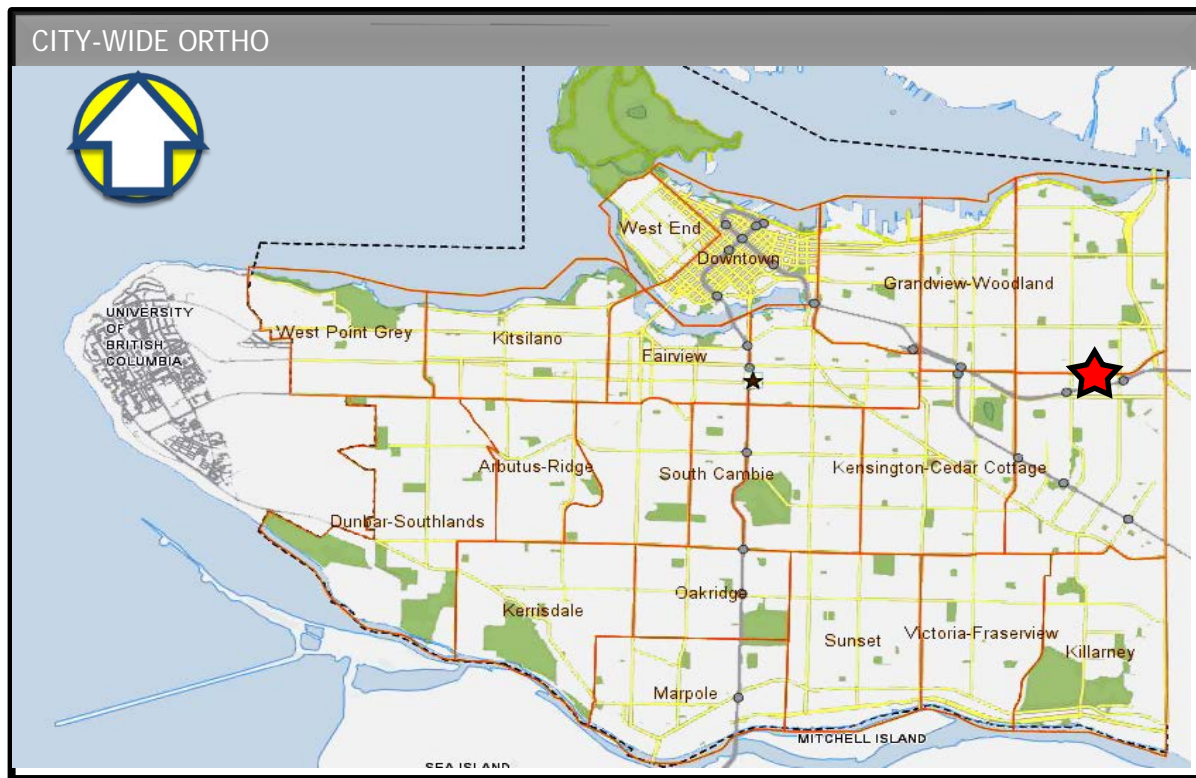 CITY-WIDE ORTHO
West End
Downtown
Grandview-Woodland
UNIVERSITY
OF
BRITISH
COLUMBIA
West Point Grey
Kitsilano
Fairview
Arbutus-Ridge
South Cambie
Kensington-Cedar Cottage
Dunbar-Southlands
Oakridge
Kerrisdale
Sunset
Victoria-Fraserview
Killarney
Marpole
MITCHELL ISLAND
SEA ISLAND